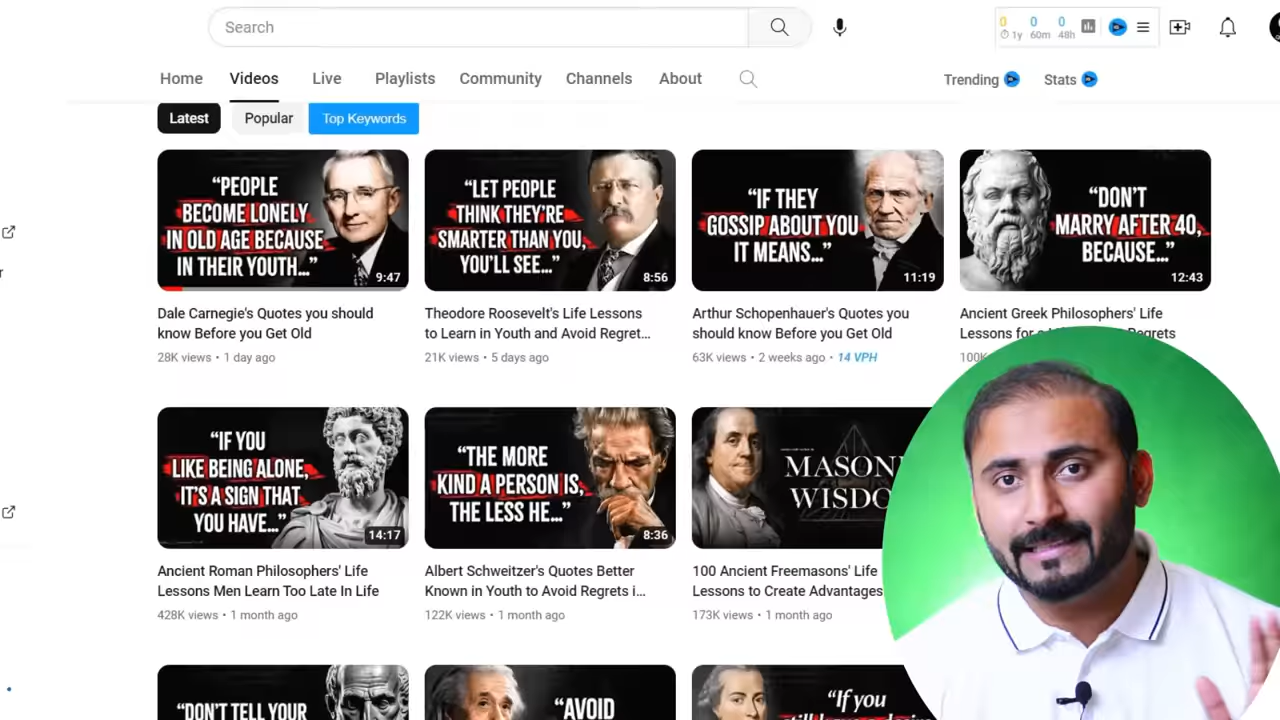 Search
0 0 0
1y 60m 48h
Home Videos Live Playlists Community Channels About
Trending Stats
Latest Popular Top Keywords
“PEOPLE
BECOME LONELY
IN OLD AGE BECAUSE
IN THEIR YOUTH...”
9:47
“LET PEOPLE
THINK THEY'RE
SMARTER THAN YOU,
YOU'LL SEE...”
8:56
“IF THEY
GOSSIP ABOUT YOU
IT MEANS...”
11:19
“DON'T
MARRY AFTER 40,
BECAUSE...”
12:43
Dale Carnegie's Quotes you should
know Before you Get Old
28K views • 1 day ago
Theodore Roosevelt's Life Lessons
to Learn in Youth and Avoid Regret...
21K views • 5 days ago
Arthur Schopenhauer's Quotes you
should know Before you Get Old
63K views • 2 weeks ago • 14 VPH
Ancient Greek Philosophers' Life
Lessons for Regrets
100K
“IF YOU
LIKE BEING ALONE,
IT'S A SIGN THAT
YOU HAVE...”
14:17
“THE MORE
KIND A PERSON IS,
THE LESS HE...”
8:36
MASON
WISDO
Ancient Roman Philosophers' Life
Lessons Men Learn Too Late In Life
428K views • 1 month ago
Albert Schweitzer's Quotes Better
Known in Youth to Avoid Regrets i...
122K views • 1 month ago
100 Ancient Freemasons' Life
Lessons to Create Advantages
173K views • 1 month ago
“DON'T TELL YOUR
“AVOID
“If you